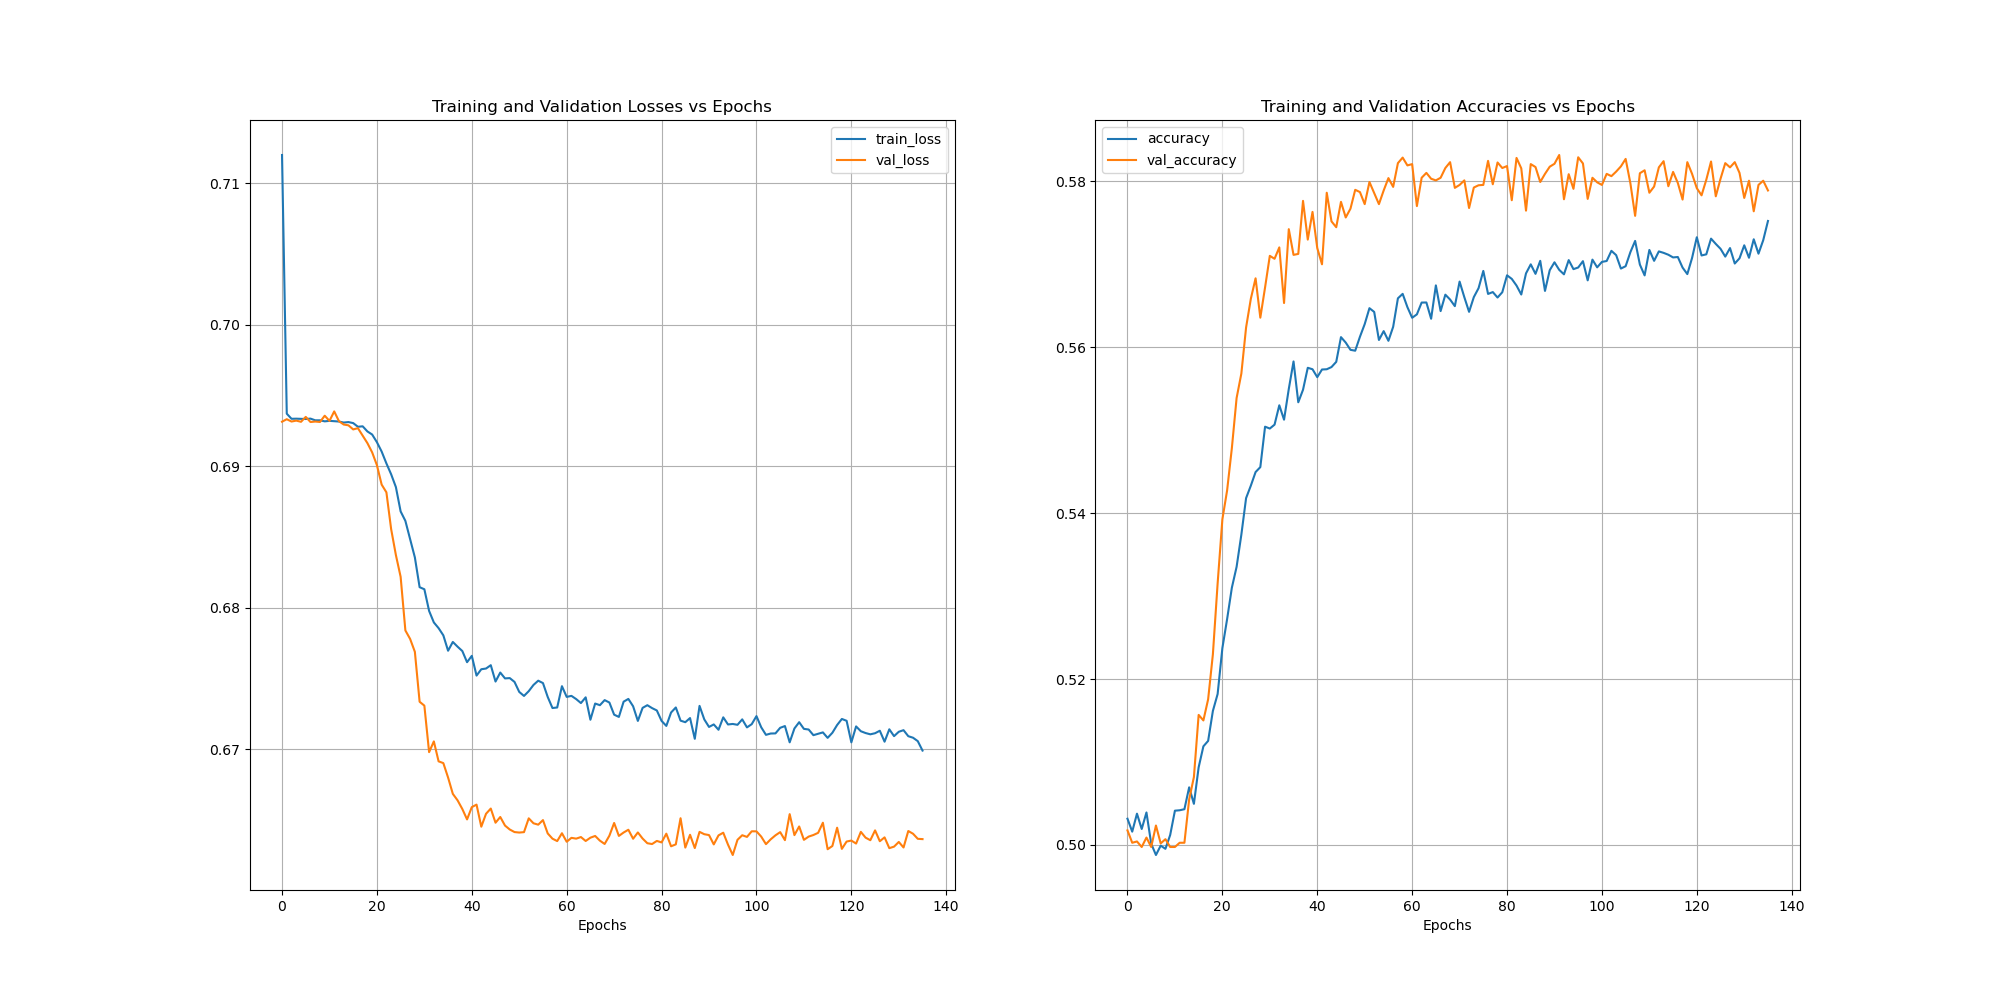 Training and Validation Losses vs Epochs
train_loss
val_loss
0.71
0.70
0.69
0.68
0.67
0 20 40 60 80 100 120 140
Epochs
Training and Validation Accuracies vs Epochs
accuracy
val_accuracy
0.58
0.56
0.54
0.52
0.50
0 20 40 60 80 100 120 140
Epochs